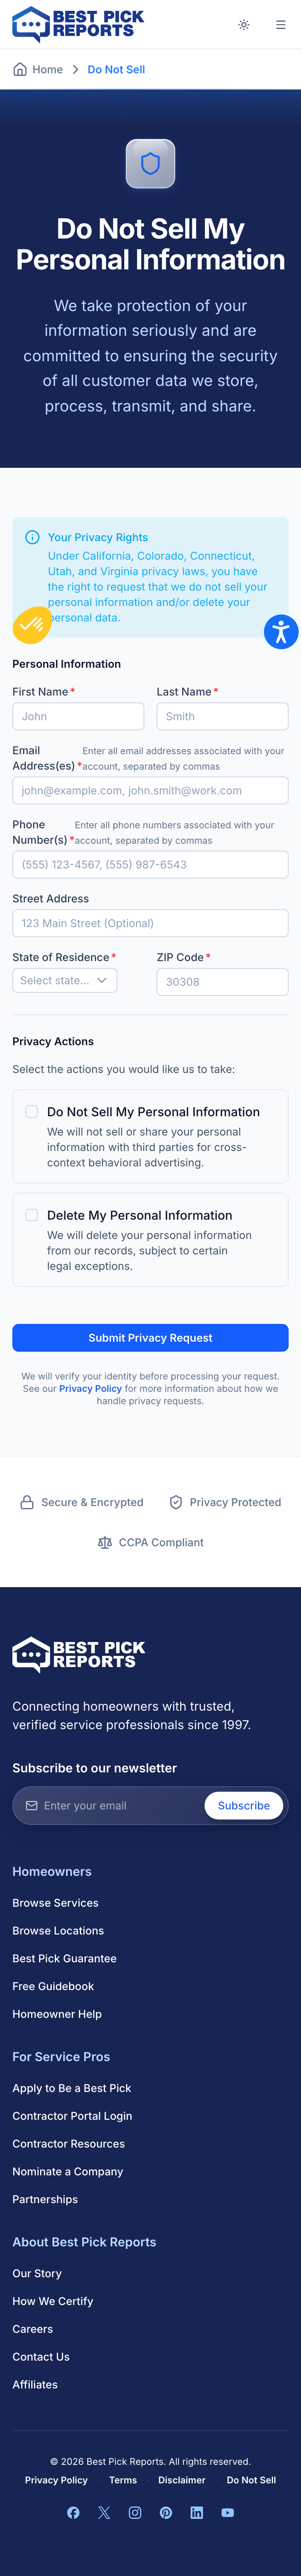 BEST PICK
REPORTS
Home
Do Not Sell
Do Not Sell My
Personal Information
We take protection of your
information seriously and are
committed to ensuring the security
of all customer data we store,
process, transmit, and share.
Your Privacy Rights
Under California, Colorado, Connecticut,
Utah, and Virginia privacy laws, you have
the right to request that we do not sell your
personal information and/or delete your
personal data.
Personal Information
First Name*
Last Name*
John
Smith
Email
Address(es) *
Enter all email addresses associated with your
account, separated by commas
john@example.com, john.smith@work.com
Phone
Number(s) *
Enter all phone numbers associated with your
account, separated by commas
(555) 123-4567, (555) 987-6543
Street Address
123 Main Street (Optional)
State of Residence*
ZIP Code*
Select state...
30308
Privacy Actions
Select the actions you would like us to take:
Do Not Sell My Personal Information
We will not sell or share your personal
information with third parties for cross-
context behavioral advertising.
Delete My Personal Information
We will delete your personal information
from our records, subject to certain
legal exceptions.
Submit Privacy Request
We will verify your identity before processing your request.
See our Privacy Policy for more information about how we
handle privacy requests.
Secure & Encrypted
Privacy Protected
CCPA Compliant
BEST PICK
REPORTS
Connecting homeowners with trusted,
verified service professionals since 1997.
Subscribe to our newsletter
Enter your email
Subscribe
Homeowners
Browse Services
Browse Locations
Best Pick Guarantee
Free Guidebook
Homeowner Help
For Service Pros
Apply to Be a Best Pick
Contractor Portal Login
Contractor Resources
Nominate a Company
Partnerships
About Best Pick Reports
Our Story
How We Certify
Careers
Contact Us
Affiliates
© 2026 Best Pick Reports. All rights reserved.
Privacy Policy · Terms · Disclaimer · Do Not Sell